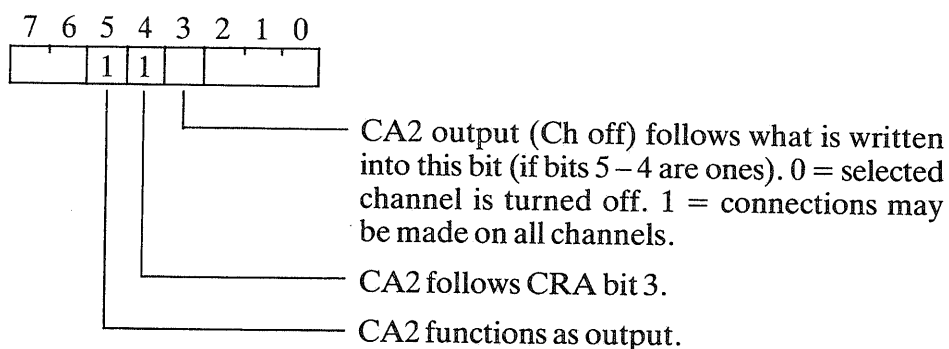 7 6 5 4 3 2 1 0
1 1
CA2 output (Ch off) follows what is written
into this bit (if bits 5 – 4 are ones). 0 = selected
channel is turned off. 1 = connections may
be made on all channels.
CA2 follows CRA bit 3.
CA2 functions as output.